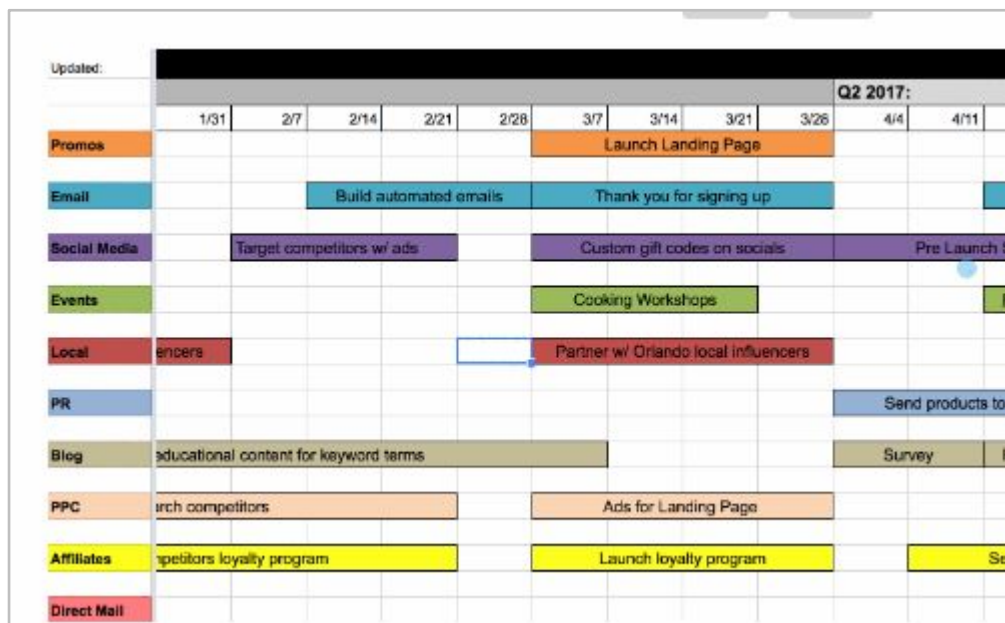 Updated:
Q2 2017:
1/31 2/7 2/14 2/21 2/28 3/7 3/14 3/21 3/28 4/4 4/11
Promos Launch Landing Page
Email Build automated emails Thank you for signing up
Social Media Target competitors w/ ads Custom gift codes on socials Pre Launch S
Events Cooking Workshops
Local encers Partner w/ Orlando local influencers
PR Send products to
Blog educational content for keyword terms Survey
PPC arch competitors Ads for Landing Page
Affiliates mpetitors loyalty program Launch loyalty program Se
Direct Mail